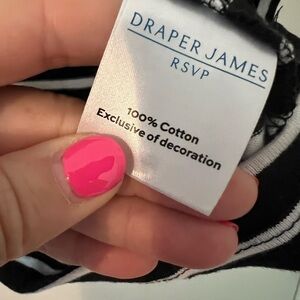 DRAPER JAMES
RSVP
100% Cotton
Exclusive of decoration